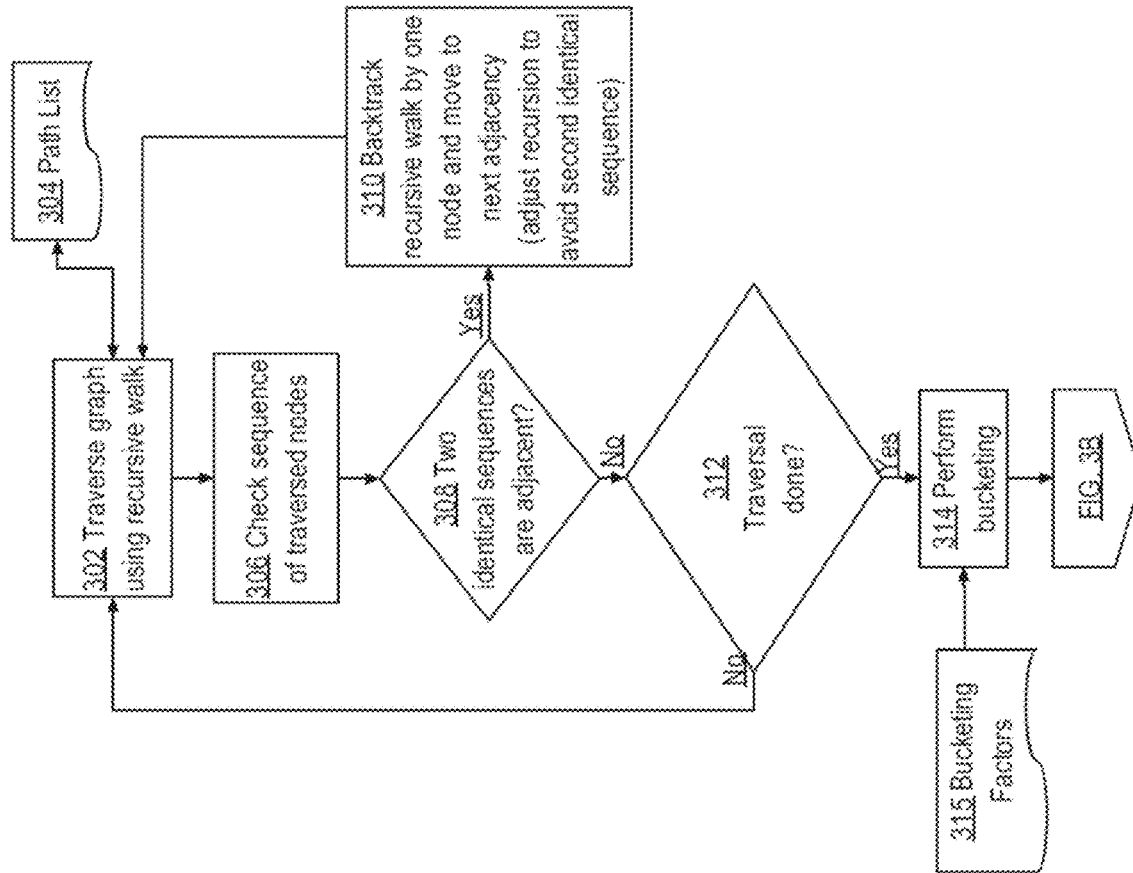 304 Path List
302 Traverse graph
using recursive walk
306 Check sequence
of traversed nodes
308 Two
identical sequences
are adjacent?
Yes
310 Backtrack
recursive walk by one
node and move to
next adjacency
(adjust recursion to
avoid second identical
sequence)
No
312
Traversal
done?
No
Yes
314 Perform
bucketing
315 Bucketing
Factors
FIG. 3B